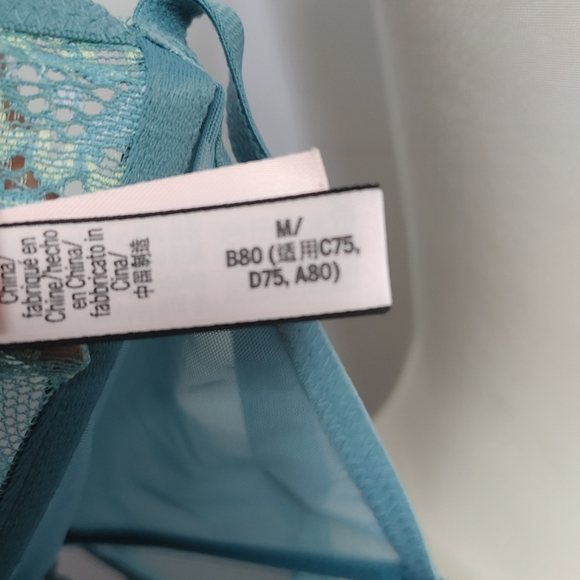 M/
B80 (适用C75,
D75, A80)
China/
fabriqué en
Chine/hecho
en China/
fabbricato in
Cina/
中国制造